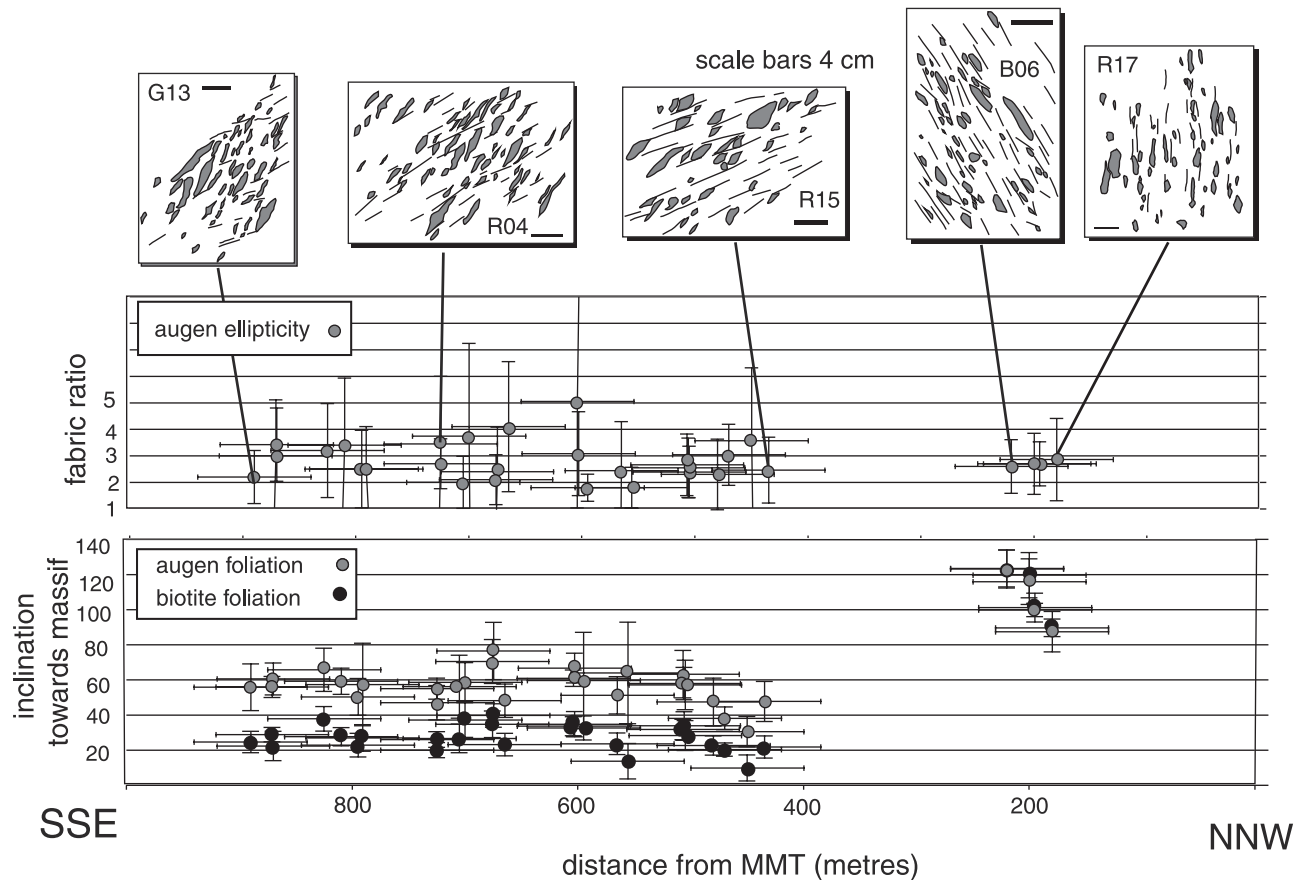 scale bars 4 cm
G13
R04
R15
B06
R17
augen ellipticity
fabric ratio
5
4
3
2
1
augen foliation
biotite foliation
inclination
towards massif
140
120
100
80
60
40
20
800
600
400
200
SSE
NNW
distance from MMT (metres)